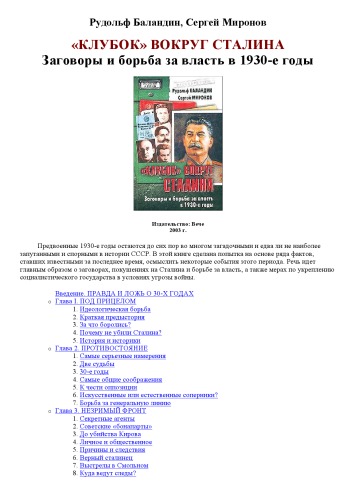 Рудольф Баландин, Сергей Миронов
«КЛУБОК» ВОКРУГ СТАЛИНА
Заговоры и борьба за власть в 1930-е годы
Рудольф БАЛАНДИН
Сергей МИРОНОВ
«КЛУБОК» ВОКРУГ
СТАЛИНА
Заговоры и борьба за власть
в 1930-е годы
Издательство: Вече
2003 г.
Предвоенные 1930-е годы остаются до сих пор во многом загадочными и едва ли не наиболее
запутанными и спорными в истории СССР. В этой книге сделана попытка на основе ряда фактов,
ставших известными за последнее время, осмыслить некоторые события этого периода. Речь идет
главным образом о заговорах, покушениях на Сталина и борьбе за власть, а также мерах по укреплению
социалистического государства в условиях угрозы войны.
Введение. ПРАВДА И ЛОЖЬ О 30-Х ГОДАХ
Глава I. ПОД ПРИЦЕЛОМ
1. Идеологическая борьба
2. Краткая предыстория
3. За что боролись?
4. Почему не убили Сталина?
5. История и историки
Глава 2. ПРОТИВОСТОЯНИЕ
1. Самые серьезные намерения
2. Две судьбы
3. 30-е годы
4. Самые общие соображения
5. К чести оппозиции
6. Искусственные или естественные соперники?
7. Борьба за генеральную линию
Глава 3. НЕЗРИМЫЙ ФРОНТ
1. Секретные агенты
2. Советские «бонапарты»
3. До убийства Кирова
4. Личное и общественное
5. Причины и следствия
6. Верный сталинец
7. Выстрелы в Смольном
8. Куда ведут следы?